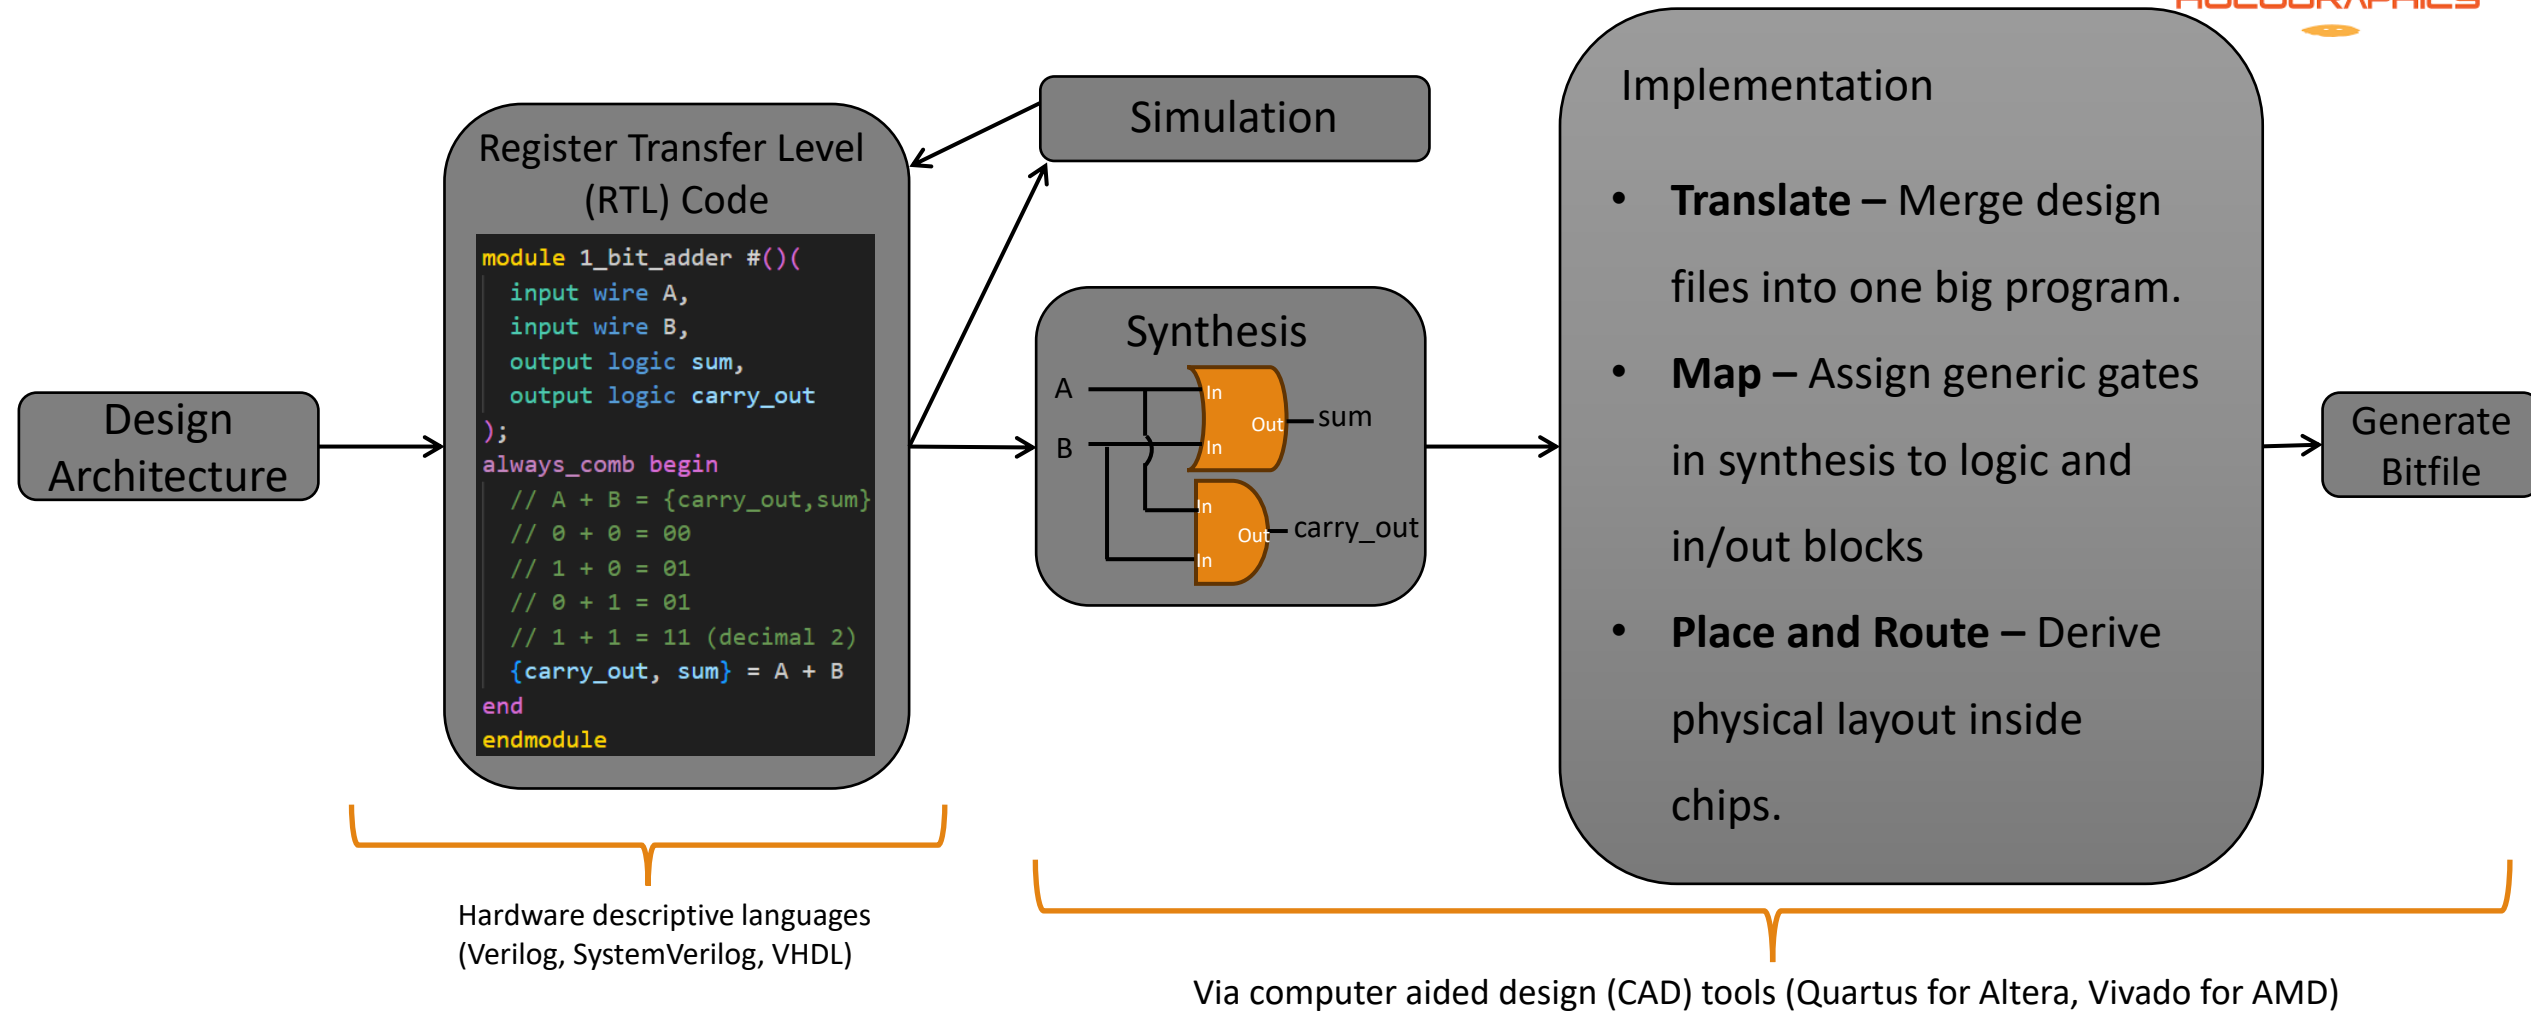 HOLOGRAPHICS
Design
Architecture
Register Transfer Level
(RTL) Code
module 1_bit_adder #()(
input wire A,
input wire B,
output logic sum,
output logic carry_out
);
always_comb begin
// A + B = {carry_out,sum}
// 0 + 0 = 00
// 1 + 0 = 01
// 0 + 1 = 01
// 1 + 1 = 11 (decimal 2)
{carry_out, sum} = A + B
end
endmodule
Hardware descriptive languages
(Verilog, SystemVerilog, VHDL)
Simulation
Synthesis
A
In
Out
sum
B
In
In
Out
carry_out
In
Implementation
• Translate – Merge design
files into one big program.
• Map – Assign generic gates
in synthesis to logic and
in/out blocks
• Place and Route – Derive
physical layout inside
chips.
Generate
Bitfile
Via computer aided design (CAD) tools (Quartus for Altera, Vivado for AMD)